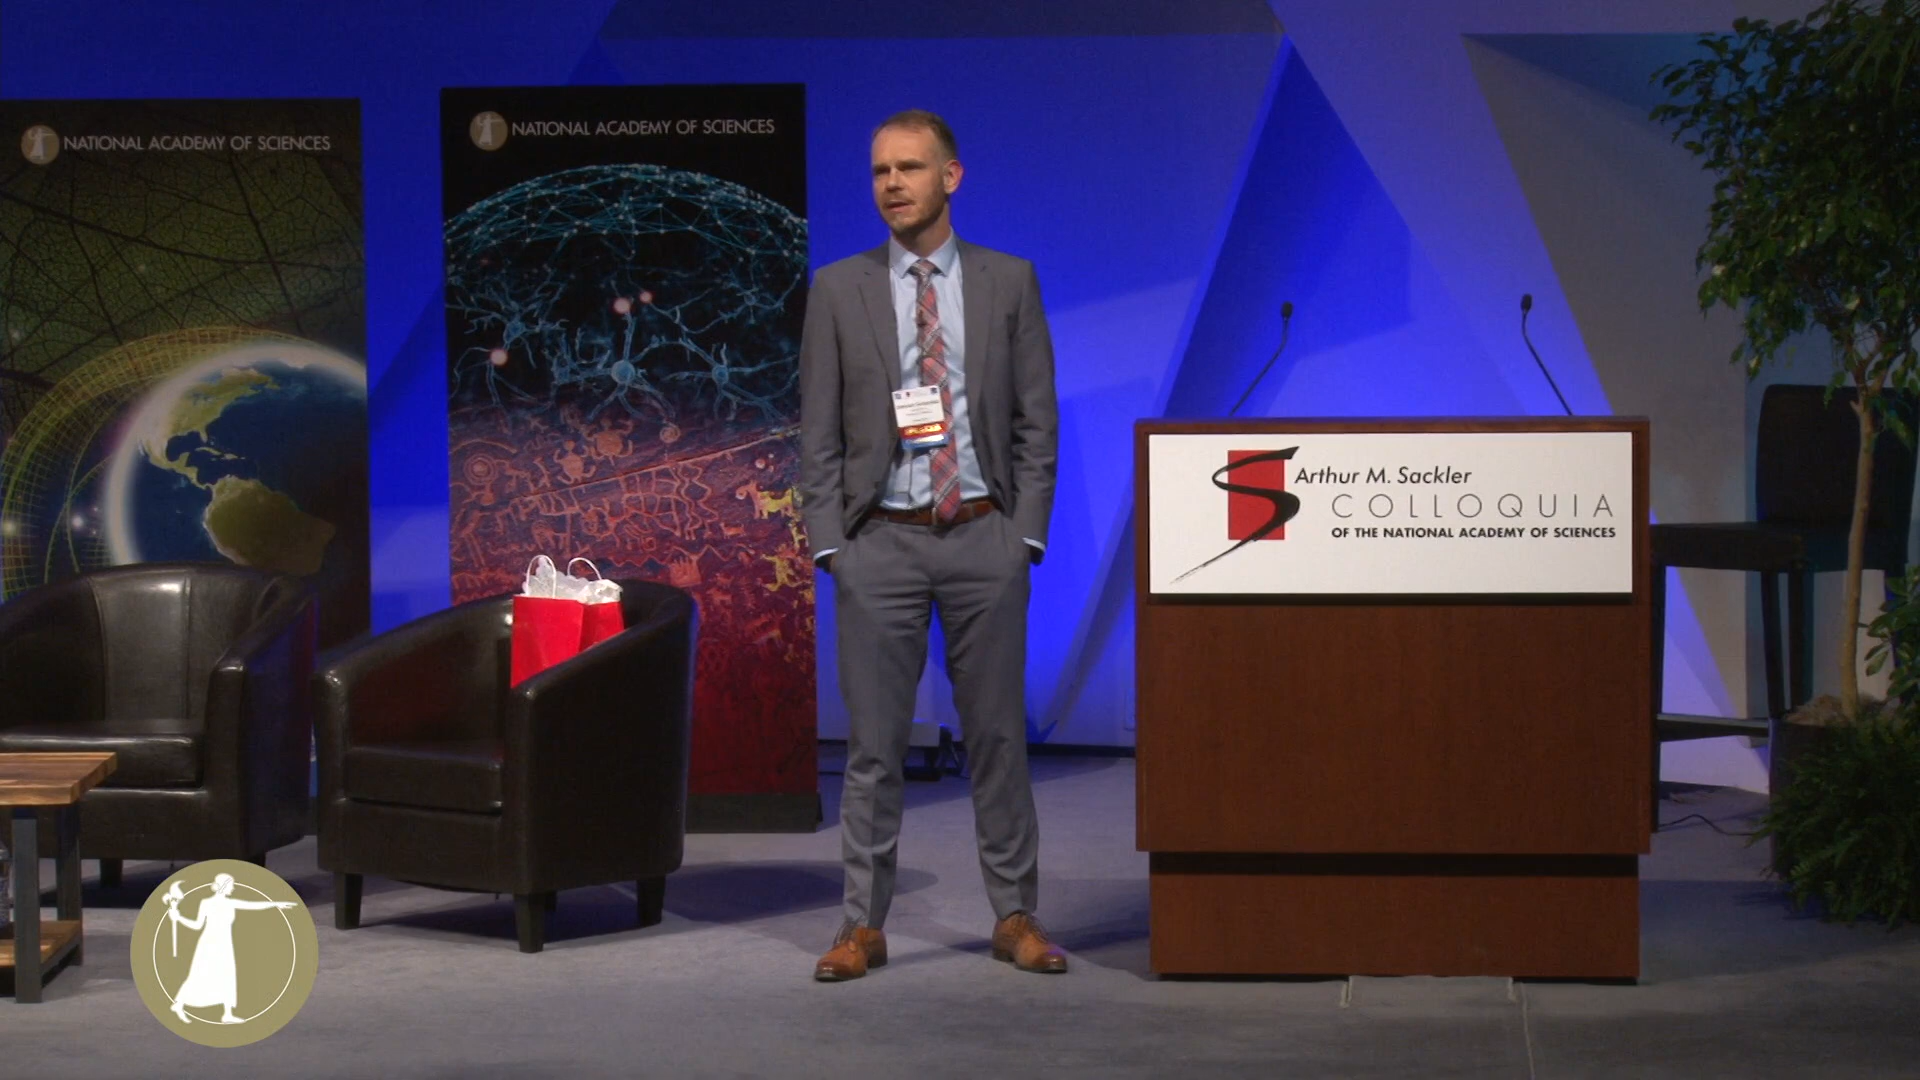 NATIONAL ACADEMY OF SCIENCES
NATIONAL ACADEMY OF SCIENCES
Arthur M. Sackler
COLLOQUIA
OF THE NATIONAL ACADEMY OF SCIENCES